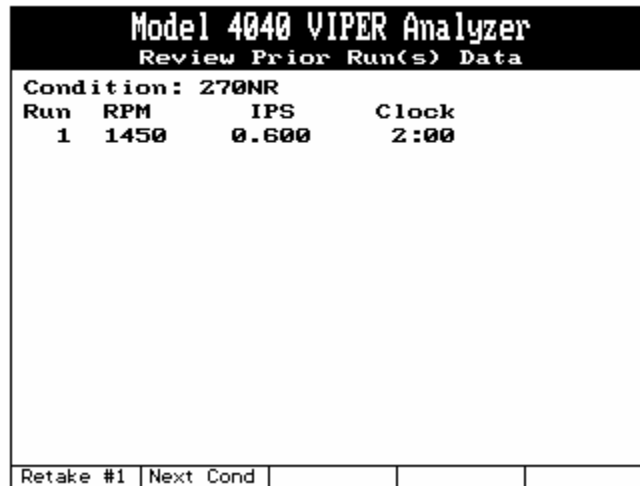 Model 4040 VIPER Analyzer
Review Prior Run(s) Data
Condition: 270NR
Run RPM IPS Clock
1 1450 0.600 2:00
Retake #1 Next Cond